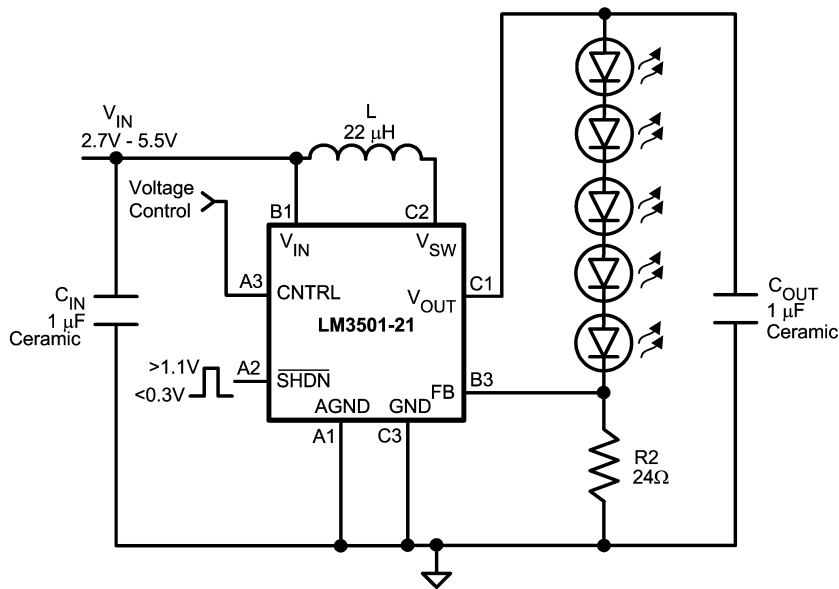 V_IN
2.7V - 5.5V
L
22 μH
Voltage
Control
B1
C2
V_IN
V_SW
A3
CNTRL
C1
V_OUT
C_IN
1 μF
Ceramic
LM3501-21
C_OUT
1 μF
Ceramic
>1.1V
<0.3V
A2
SHDN
FB
B3
AGND
GND
A1
C3
R2
24Ω